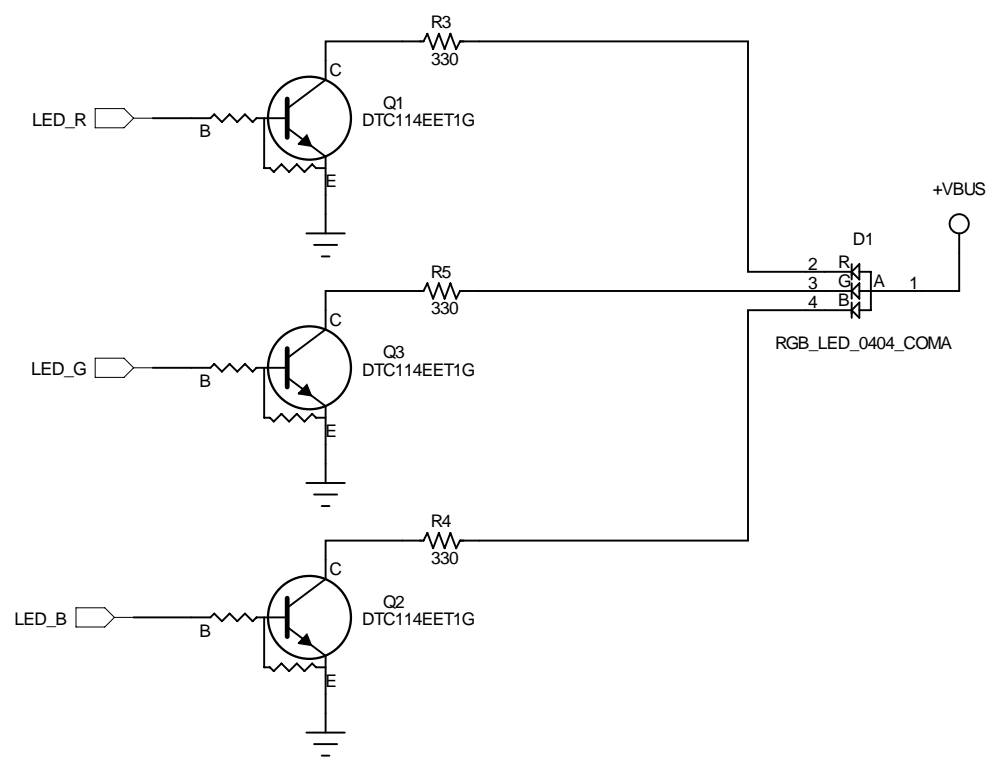 R3
330
C
Q1
DTC114EET1G
LED_R
B
E
+VBUS
D1
2 R
3 G A 1
4 B
RGB_LED_0404_COMA
R5
330
C
Q3
DTC114EET1G
LED_G
B
E
R4
330
C
Q2
DTC114EET1G
LED_B
B
E